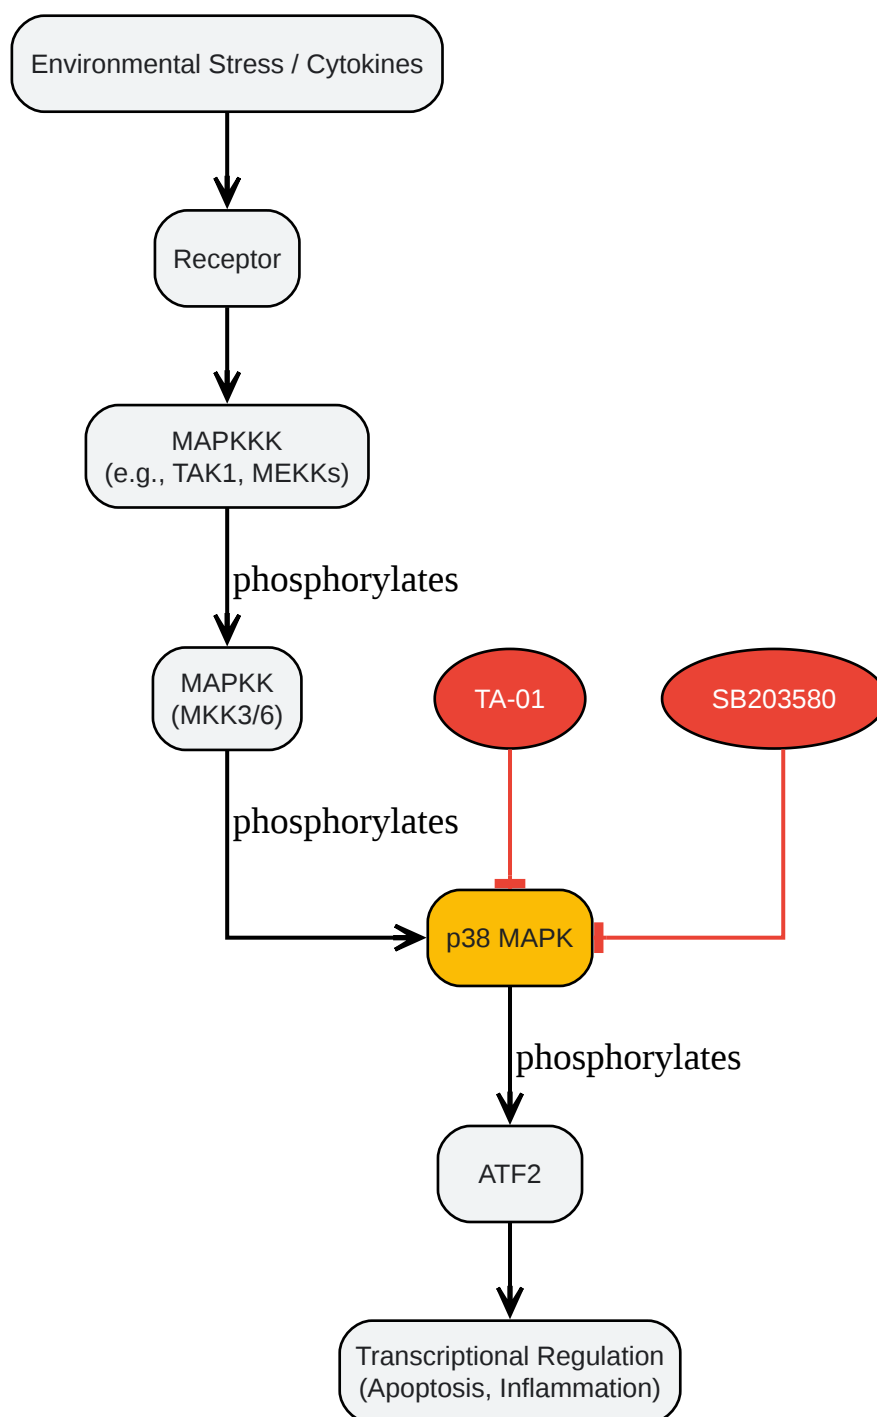 Environmental Stress / Cytokines
Receptor
MAPKKK
(e.g., TAK1, MEKKs)
phosphorylates
MAPKK
(MKK3/6)
TA-01
SB203580
phosphorylates
p38 MAPK
phosphorylates
ATF2
Transcriptional Regulation
(Apoptosis, Inflammation)